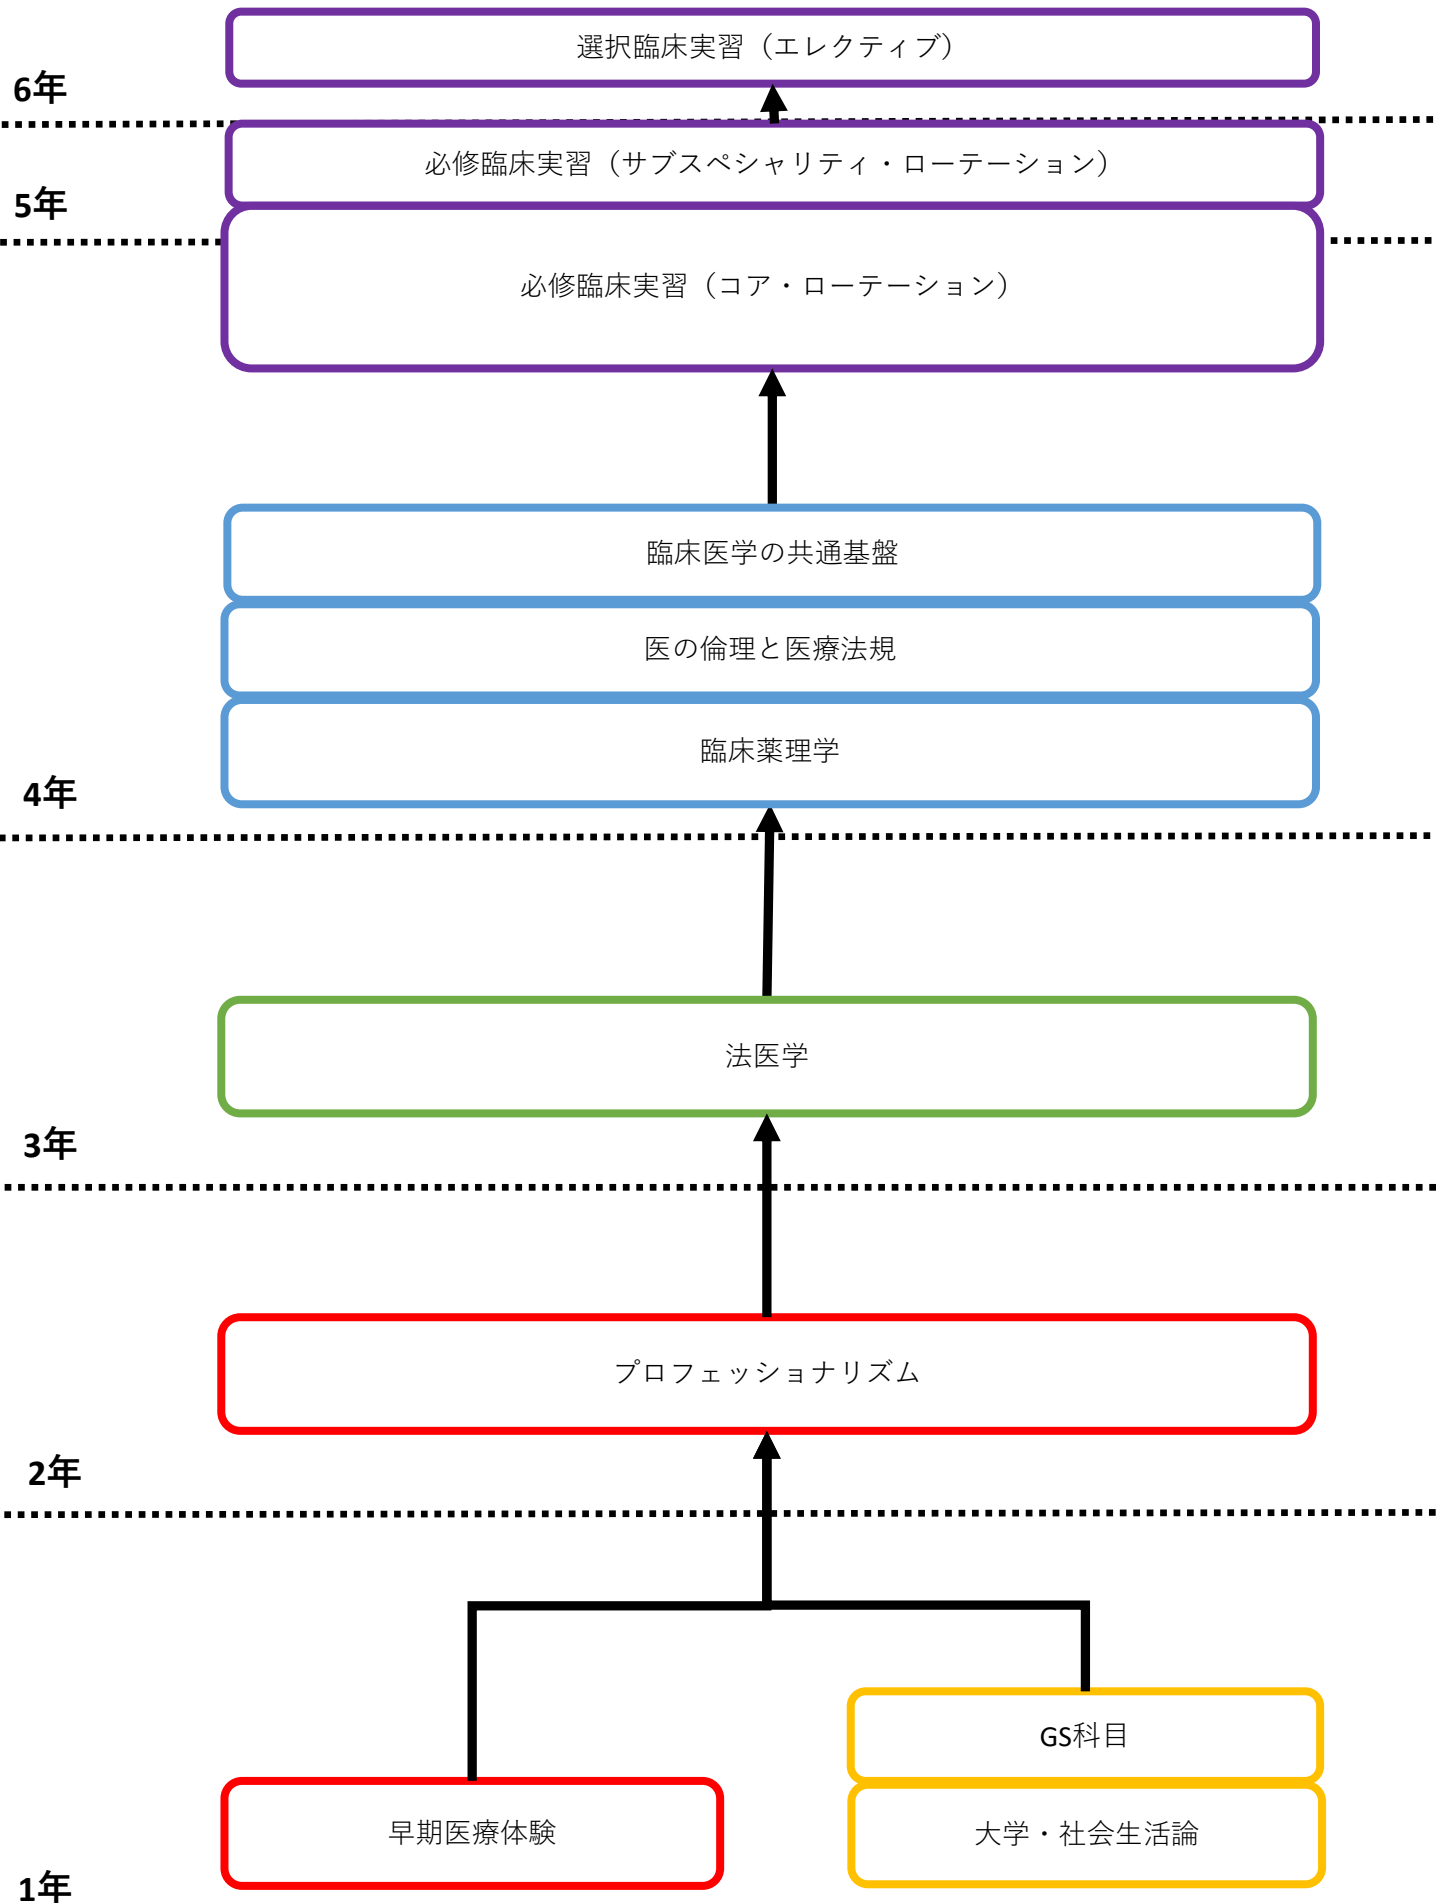 選択臨床実習（エレクティブ）
6年
必修臨床実習（サブスペシャリティ・ローテーション）
5年
必修臨床実習（コア・ローテーション）
臨床医学の共通基盤
医の倫理と医療法規
臨床薬理学
4年
法医学
3年
プロフェッショナリズム
2年
GS科目
早期医療体験
大学・社会生活論
1年